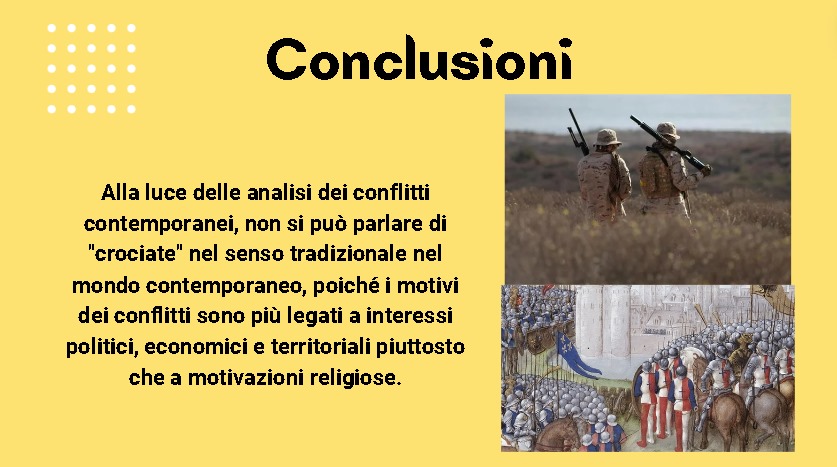 Conclusioni
Alla luce delle analisi dei conflitti
contemporanei, non si può parlare di
"crociate" nel senso tradizionale nel
mondo contemporaneo, poiché i motivi
dei conflitti sono più legati a interessi
politici, economici e territoriali piuttosto
che a motivazioni religiose.